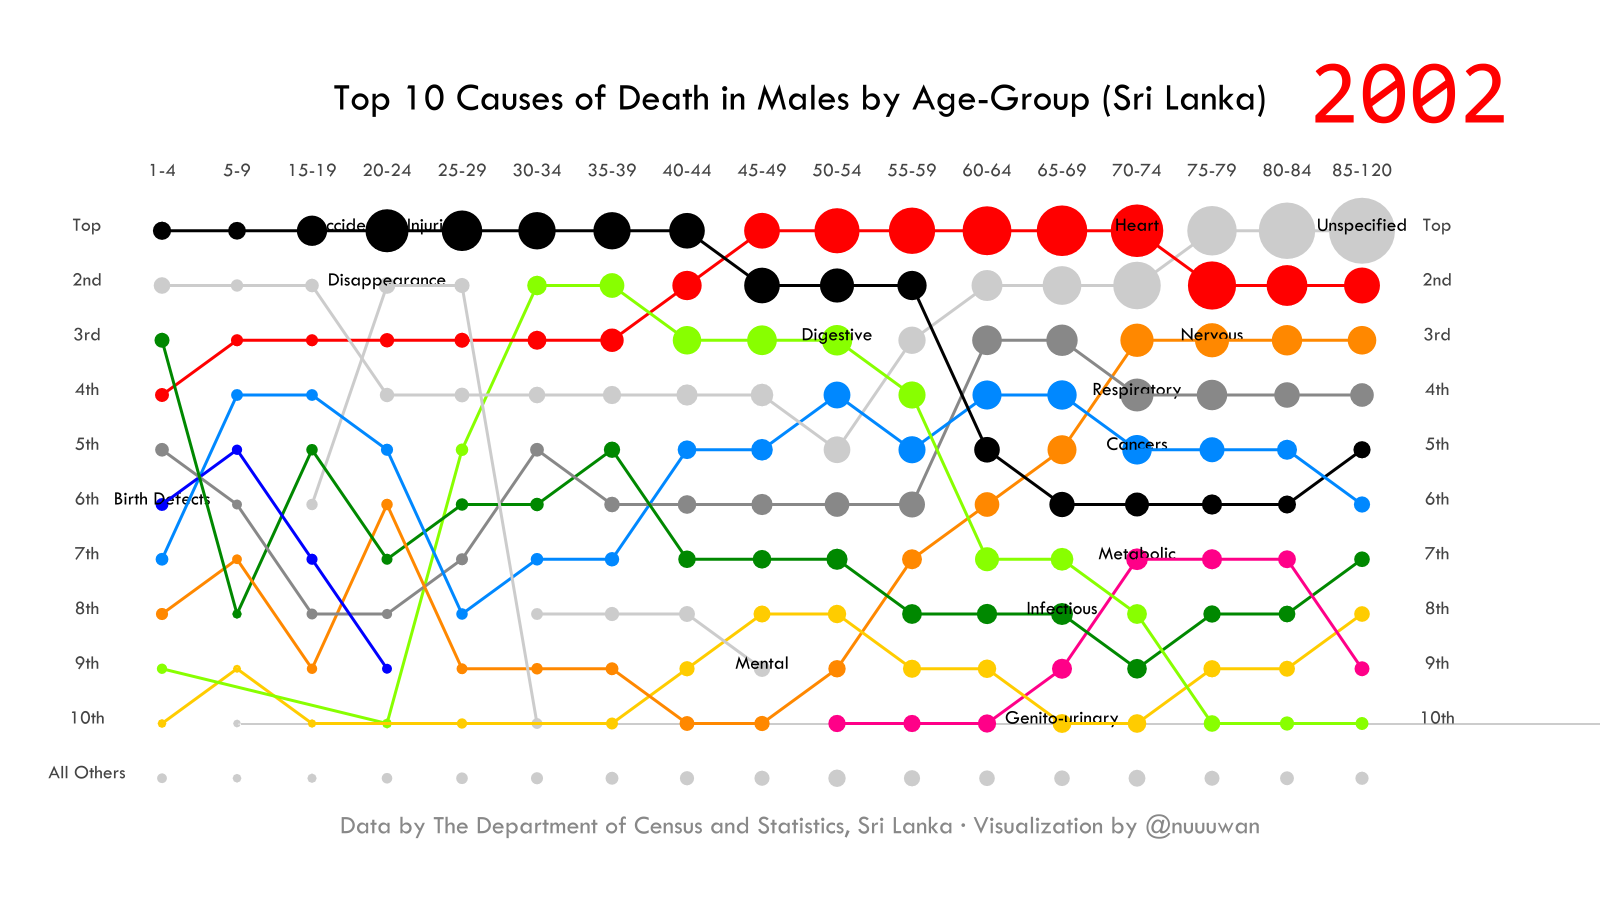 Top 10 Causes of Death in Males by Age-Group (Sri Lanka)
2002
1-4 5-9 15-19 20-24 25-29 30-34 35-39 40-44 45-49 50-54 55-59 60-64 65-69 70-74 75-79 80-84 85-120
Top Heart Unspecified Top
2nd Disappearance 2nd
3rd Digestive Nervous 3rd
4th Respiratory 4th
5th Cancers 5th
6th Birth Defects 6th
7th Metabolic 7th
8th Infectious 8th
9th Mental 9th
10th Genito-urinary 10th
All Others
Data by The Department of Census and Statistics, Sri Lanka · Visualization by @nuuuwan